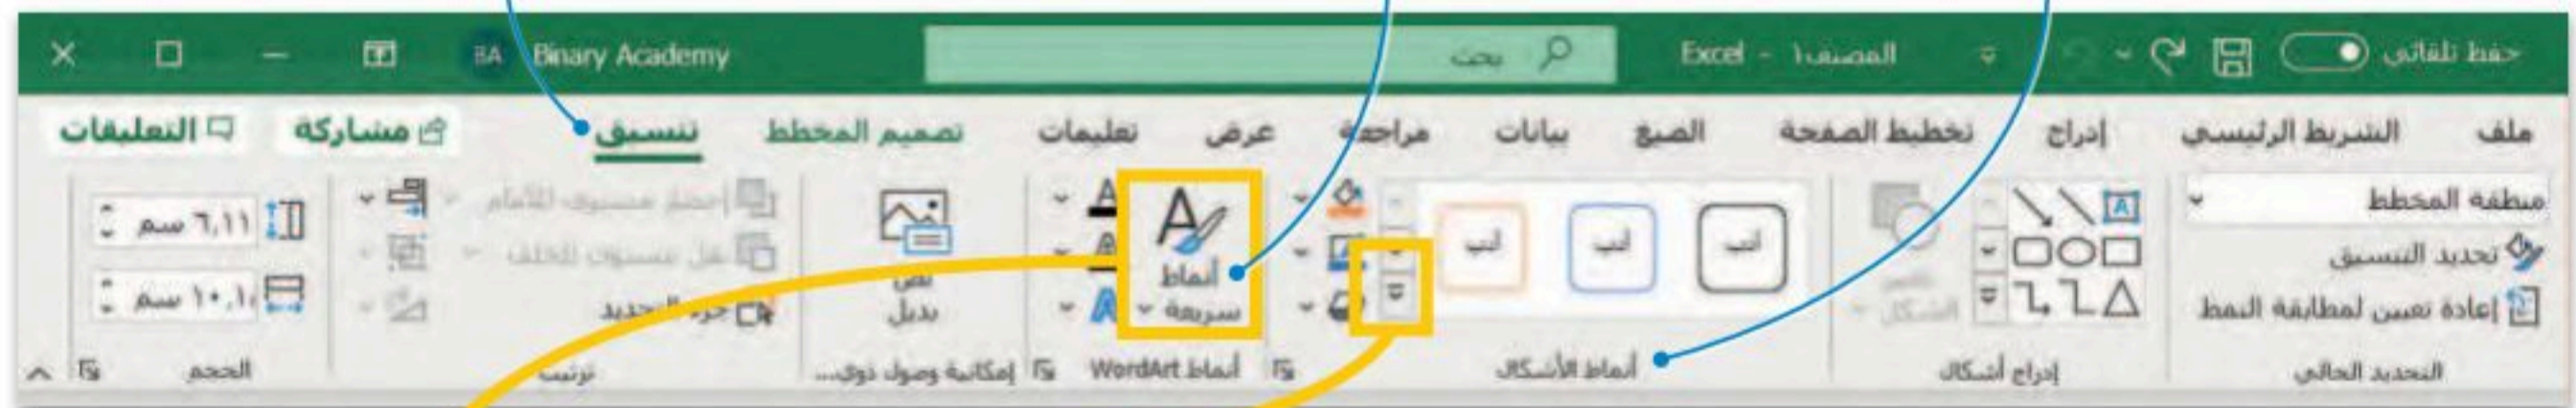 حفظ تلقائي
المصنف١ - Excel
بحث
Binary Academy BA
ملف الشريط الرئيسي إدراج تخطيط الصفحة الصيغ بيانات مراجعة عرض تعليمات تصميم المخطط تنسيق مشاركة التعليقات
منطقة المخطط
تحديد التنسيق
إعادة تعيين لمطابقة النمط
التحديد الحالي
A
الأشكال
إدراج أشكال
أنماط الأشكال
أنماط
سريعة
أنماط WordArt
نص
بديل
إمكانية وصول ذوي...
إحضار مستوى للأمام
نقل مستوى للخلف
جزء التحديد
ترتيب
٦,١١ سم
١٠,١ سم
الحجم